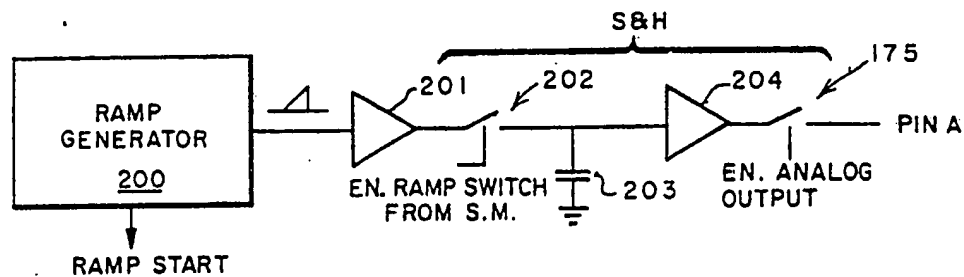 S&H
RAMP
GENERATOR
200
201
202
204
175
PIN A
EN. RAMP SWITCH
FROM S.M.
203
EN. ANALOG
OUTPUT
RAMP START